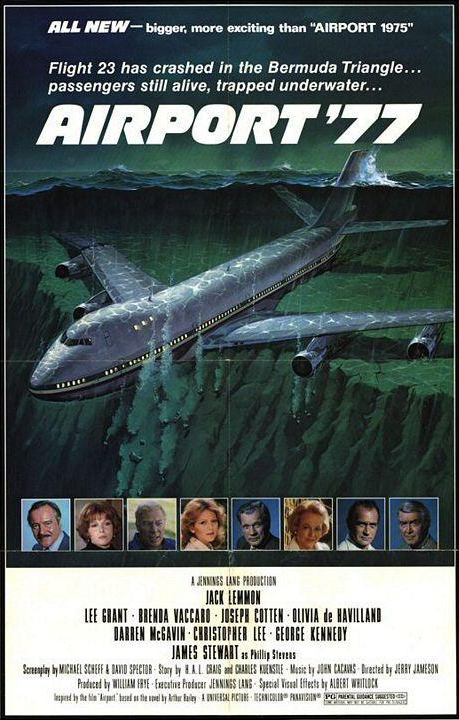 ALL NEW— bigger, more exciting than "AIRPORT 1975"
Flight 23 has crashed in the Bermuda Triangle...
passengers still alive, trapped underwater...
AIRPORT '77
A JENNINGS LANG PRODUCTION
JACK LEMMON
LEE GRANT · BRENDA VACCARO · JOSEPH COTTEN · OLIVIA de HAVILLAND
DARREN McGAVIN · CHRISTOPHER LEE · GEORGE KENNEDY
JAMES STEWART as Phillip Stevens
Screenplay by MICHAEL SCHEFF & DAVID SPECTOR · Story by H.A.L. CRAIG and CHARLES KUENSTLE · Music by JOHN CACAVAS · Directed by JERRY JAMESON
Produced by WILLIAM FRYE · Executive Producer JENNINGS LANG · Special Visual Effects by ALBERT WHITLOCK
Inspired by the film "Airport" based on the novel by Arthur Hailey · A UNIVERSAL PICTURE · TECHNICOLOR® PANAVISION®
PG PARENTAL GUIDANCE SUGGESTED